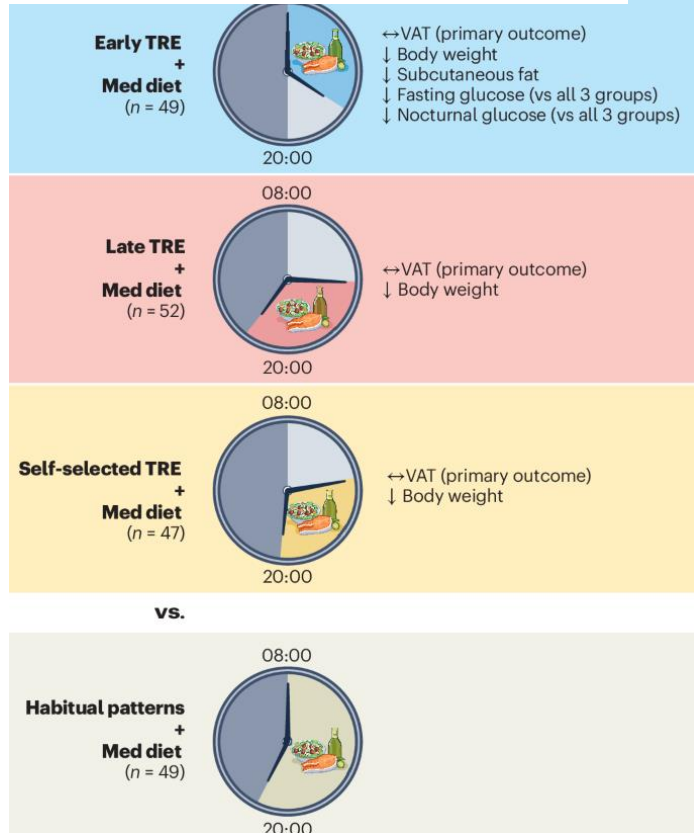 Early TRE
+
Med diet
(n = 49)
↔VAT (primary outcome)
↓ Body weight
↓ Subcutaneous fat
↓ Fasting glucose (vs all 3 groups)
↓ Nocturnal glucose (vs all 3 groups)
20:00
08:00
Late TRE
+
Med diet
(n = 52)
↔VAT (primary outcome)
↓ Body weight
20:00
08:00
Self-selected TRE
+
Med diet
(n = 47)
↔VAT (primary outcome)
↓ Body weight
20:00
vs.
08:00
Habitual patterns
+
Med diet
(n = 49)
20:00